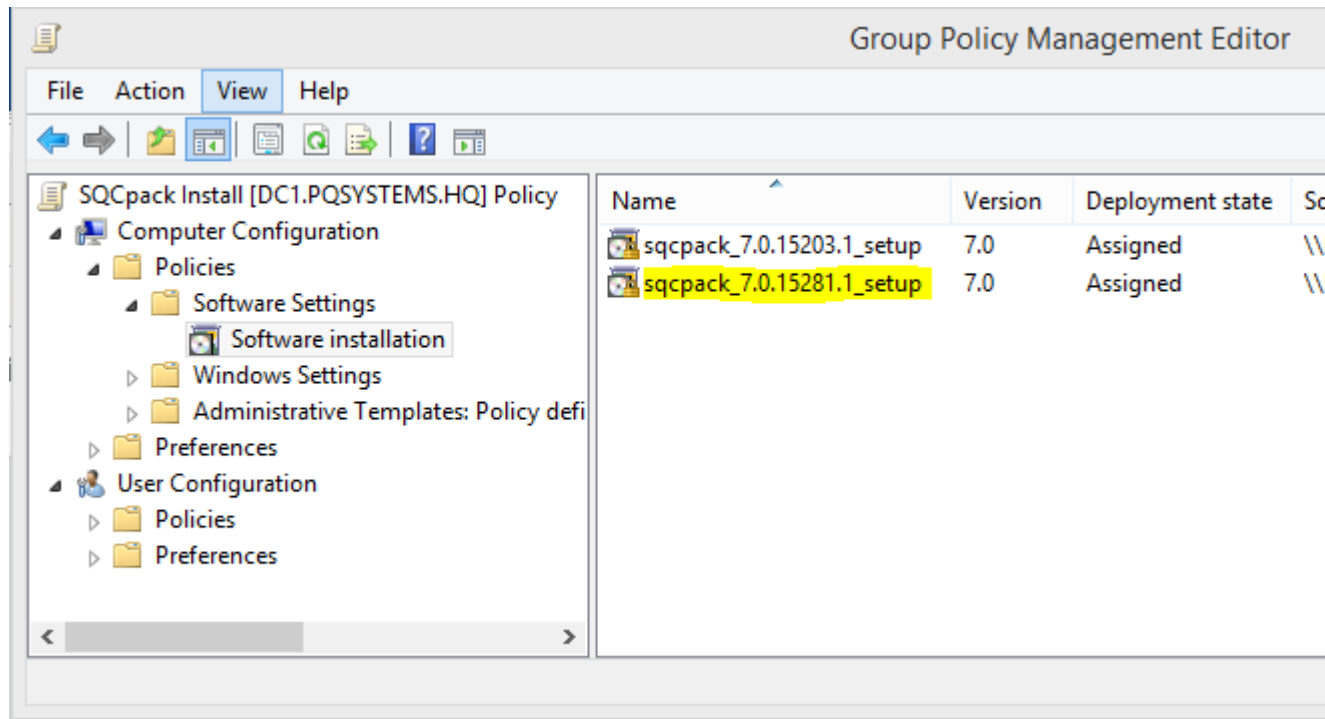 Group Policy Management Editor
File Action View Help
SQCpack Install [DC1.PQSYSTEMS.HQ] Policy
Computer Configuration
Policies
Software Settings
Software installation
Windows Settings
Administrative Templates: Policy defi
Preferences
User Configuration
Policies
Preferences
Name Version Deployment state So
sqcpack_7.0.15203.1_setup 7.0 Assigned \\
sqcpack_7.0.15281.1_setup 7.0 Assigned \\